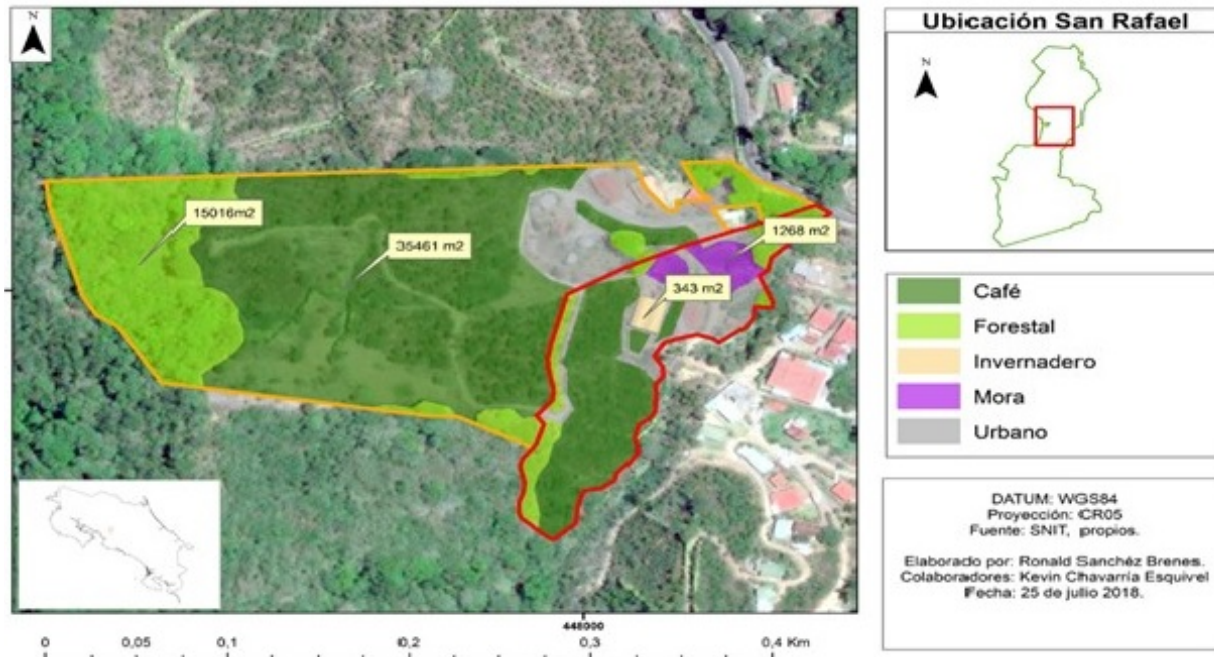 N
15016m2
35461 m2
1268 m2
343 m2
448000
0 0,05 0,1 0,2 0,3 0,4 Km
Ubicación San Rafael
N
Café
Forestal
Invernadero
Mora
Urbano
DATUM: WGS84
Proyección: CR05
Fuente: SNIT, propios.
Elaborado por: Ronald Sanchéz Brenes.
Colaboradores: Kevin Chavarría Esquivel
Fecha: 25 de julio 2018.